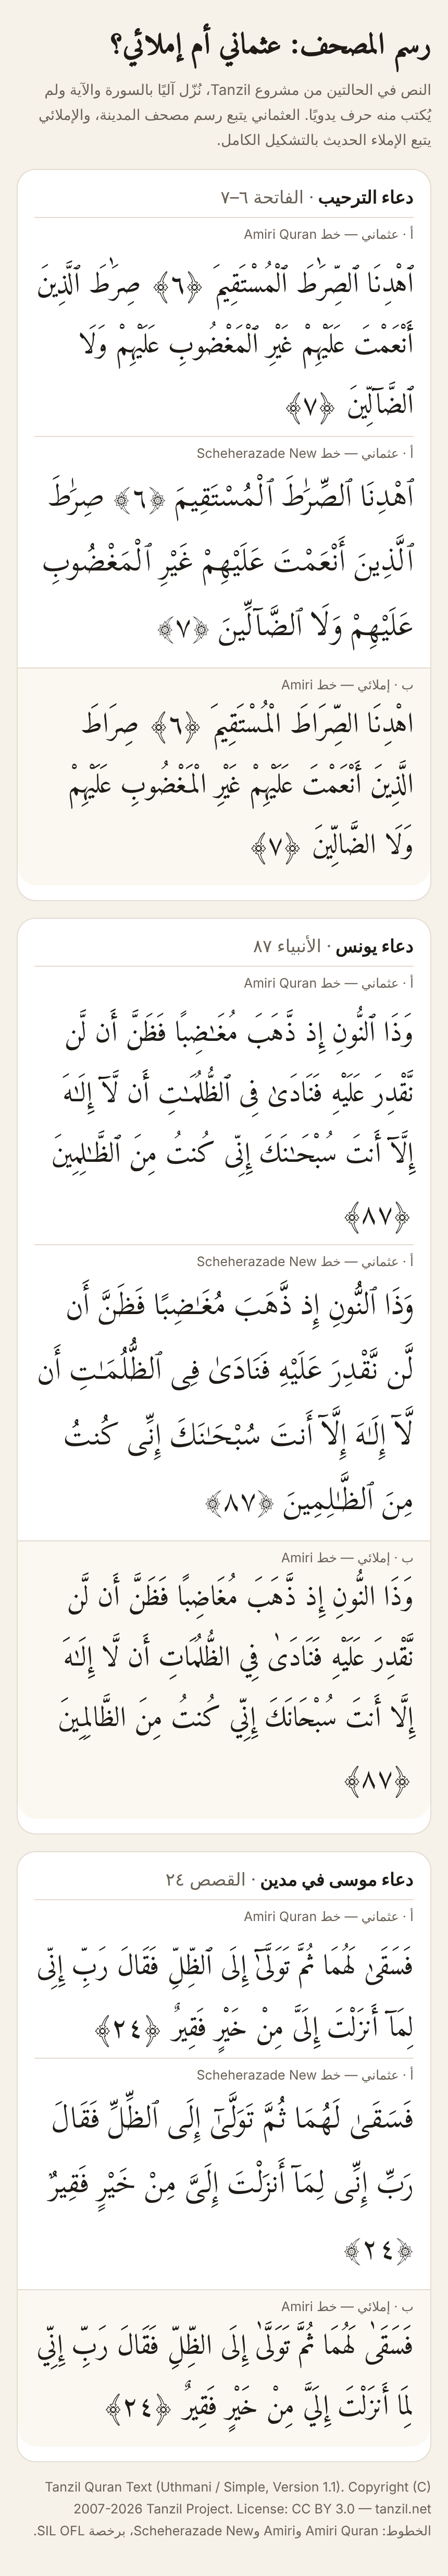 رسم المصحف: عثماني أم إملائي؟
النص في الحالتين من مشروع Tanzil، نُزّل آليًا بالسورة والآية ولم
يُكتب منه حرف يدويًا. العثماني يتبع رسم مصحف المدينة، والإملائي
يتبع الإملاء الحديث بالتشكيل الكامل.
دعاء الترحيب · الفاتحة ٦–٧
أ · عثماني — خط Amiri Quran
ٱهْدِنَا ٱلصِّرَٰطَ ٱلْمُسْتَقِيمَ ﴿٦﴾ صِرَٰطَ ٱلَّذِينَ
أَنْعَمْتَ عَلَيْهِمْ غَيْرِ ٱلْمَغْضُوبِ عَلَيْهِمْ وَلَا
ٱلضَّآلِّينَ ﴿٧﴾
أ · عثماني — خط Scheherazade New
ٱهْدِنَا ٱلصِّرَٰطَ ٱلْمُسْتَقِيمَ ﴿٦﴾ صِرَٰطَ
ٱلَّذِينَ أَنْعَمْتَ عَلَيْهِمْ غَيْرِ ٱلْمَغْضُوبِ
عَلَيْهِمْ وَلَا ٱلضَّآلِّينَ ﴿٧﴾
ب · إملائي — خط Amiri
اهْدِنَا الصِّرَاطَ الْمُسْتَقِيمَ ﴿٦﴾ صِرَاطَ
الَّذِينَ أَنْعَمْتَ عَلَيْهِمْ غَيْرِ الْمَغْضُوبِ عَلَيْهِمْ
وَلَا الضَّالِّينَ ﴿٧﴾
دعاء يونس · الأنبياء ٨٧
أ · عثماني — خط Amiri Quran
وَذَا ٱلنُّونِ إِذ ذَّهَبَ مُغَـٰضِبًا فَظَنَّ أَن لَّن
نَّقْدِرَ عَلَيْهِ فَنَادَىٰ فِى ٱلظُّلُمَـٰتِ أَن لَّآ إِلَـٰهَ
إِلَّآ أَنتَ سُبْحَـٰنَكَ إِنِّى كُنتُ مِنَ ٱلظَّـٰلِمِينَ
﴿٨٧﴾
أ · عثماني — خط Scheherazade New
وَذَا ٱلنُّونِ إِذ ذَّهَبَ مُغَـٰضِبًا فَظَنَّ أَن
لَّن نَّقْدِرَ عَلَيْهِ فَنَادَىٰ فِى ٱلظُّلُمَـٰتِ أَن
لَّآ إِلَـٰهَ إِلَّآ أَنتَ سُبْحَـٰنَكَ إِنِّى كُنتُ
مِنَ ٱلظَّـٰلِمِينَ ﴿٨٧﴾
ب · إملائي — خط Amiri
وَذَا النُّونِ إِذ ذَّهَبَ مُغَاضِبًا فَظَنَّ أَن لَّن
نَّقْدِرَ عَلَيْهِ فَنَادَىٰ فِي الظُّلُمَاتِ أَن لَّا إِلَـٰهَ
إِلَّا أَنتَ سُبْحَانَكَ إِنِّي كُنتُ مِنَ الظَّالِمِينَ
﴿٨٧﴾
دعاء موسى في مدين · القصص ٢٤
أ · عثماني — خط Amiri Quran
فَسَقَىٰ لَهُمَا ثُمَّ تَوَلَّىٰٓ إِلَى ٱلظِّلِّ فَقَالَ رَبِّ إِنِّى
لِمَآ أَنزَلْتَ إِلَىَّ مِنْ خَيْرٍ فَقِيرٌ ﴿٢٤﴾
أ · عثماني — خط Scheherazade New
فَسَقَىٰ لَهُمَا ثُمَّ تَوَلَّىٰٓ إِلَى ٱلظِّلِّ فَقَالَ
رَبِّ إِنِّى لِمَآ أَنزَلْتَ إِلَىَّ مِنْ خَيْرٍ فَقِيرٌ
﴿٢٤﴾
ب · إملائي — خط Amiri
فَسَقَىٰ لَهُمَا ثُمَّ تَوَلَّىٰ إِلَى الظِّلِّ فَقَالَ رَبِّ إِنِّي
لِمَا أَنزَلْتَ إِلَيَّ مِنْ خَيْرٍ فَقِيرٌ ﴿٢٤﴾
Tanzil Quran Text (Uthmani / Simple, Version 1.1). Copyright (C)
2007-2026 Tanzil Project. License: CC BY 3.0 — tanzil.net
الخطوط: Amiri Quran وAmiri وScheherazade New، برخصة SIL OFL.